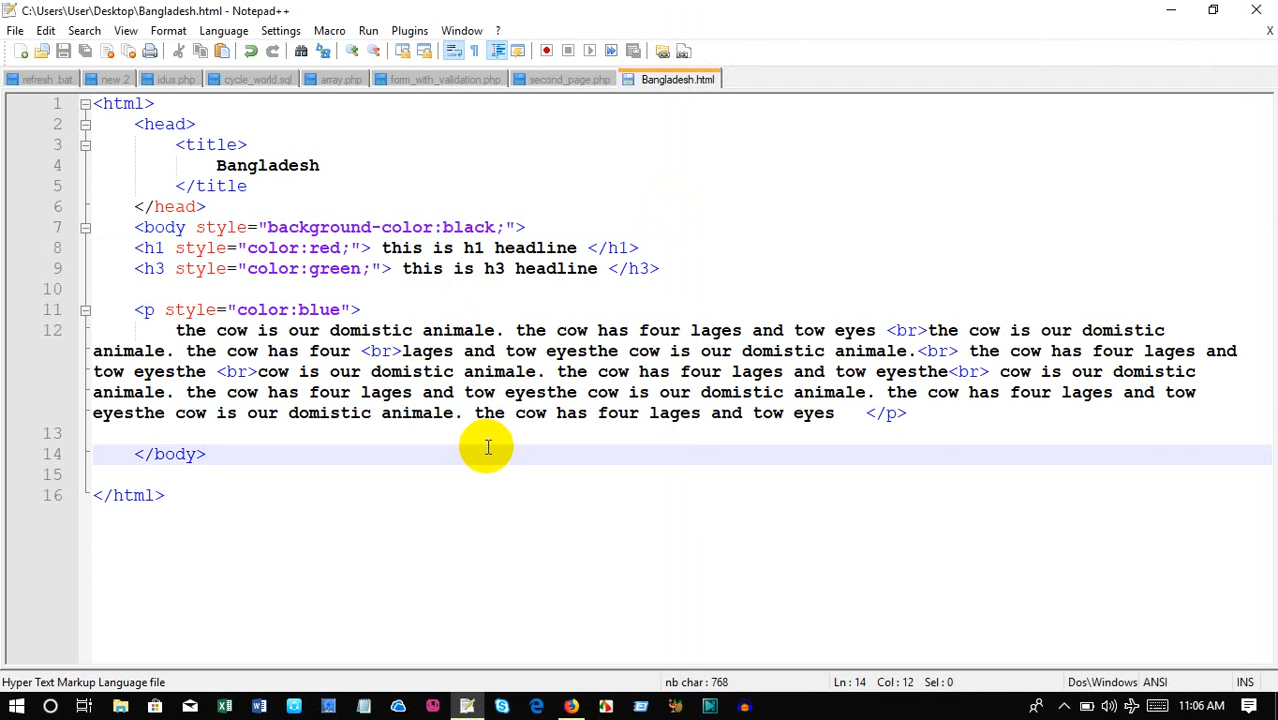 C:\Users\User\Desktop\Bangladesh.html - Notepad++
File Edit Search View Format Language Settings Macro Run Plugins Window ? X
refresh .bat new 2 idus.php cycle_world.sql array.php form_with_validation.php second_page.php Bangladesh.html
1 <html>
2 <head>
3 <title>
4 Bangladesh
5 </title
6 </head>
7 <body style="background-color:black;">
8 <h1 style="color:red;"> this is h1 headline </h1>
9 <h3 style="color:green;"> this is h3 headline </h3>
10
11 <p style="color:blue">
12 the cow is our domistic animale. the cow has four lages and tow eyes <br>the cow is our domistic
animale. the cow has four <br>lages and tow eyesthe cow is our domistic animale.<br> the cow has four lages and
tow eyesthe <br>cow is our domistic animale. the cow has four lages and tow eyesthe<br> cow is our domistic
animale. the cow has four lages and tow eyesthe cow is our domistic animale. the cow has four lages and tow
eyesthe cow is our domistic animale. the cow has four lages and tow eyes </p>
13
14 </body>
15
16 </html>
Hyper Text Markup Language file nb char : 768 Ln : 14 Col : 12 Sel : 0 Dos\Windows ANSI INS
11:06 AM